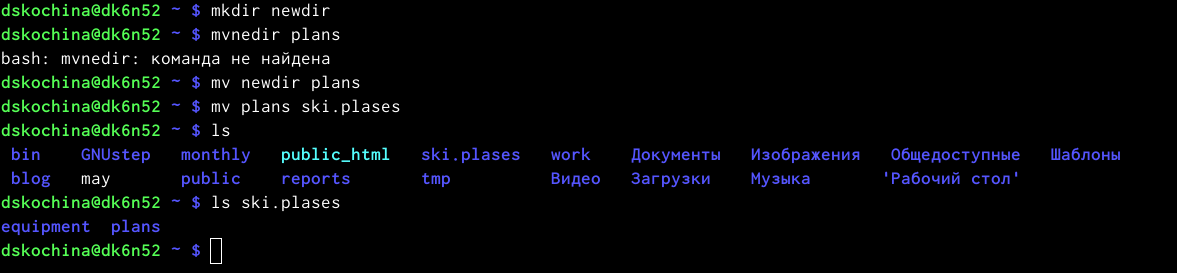 dskochina@dk6n52 ~ $ mkdir newdir
dskochina@dk6n52 ~ $ mvnedir plans
bash: mvnedir: команда не найдена
dskochina@dk6n52 ~ $ mv newdir plans
dskochina@dk6n52 ~ $ mv plans ski.plases
dskochina@dk6n52 ~ $ ls
bin GNUstep monthly public_html ski.plases work Документы Изображения Общедоступные Шаблоны
blog may public reports tmp Видео Загрузки Музыка 'Рабочий стол'
dskochina@dk6n52 ~ $ ls ski.plases
equipment plans
dskochina@dk6n52 ~ $